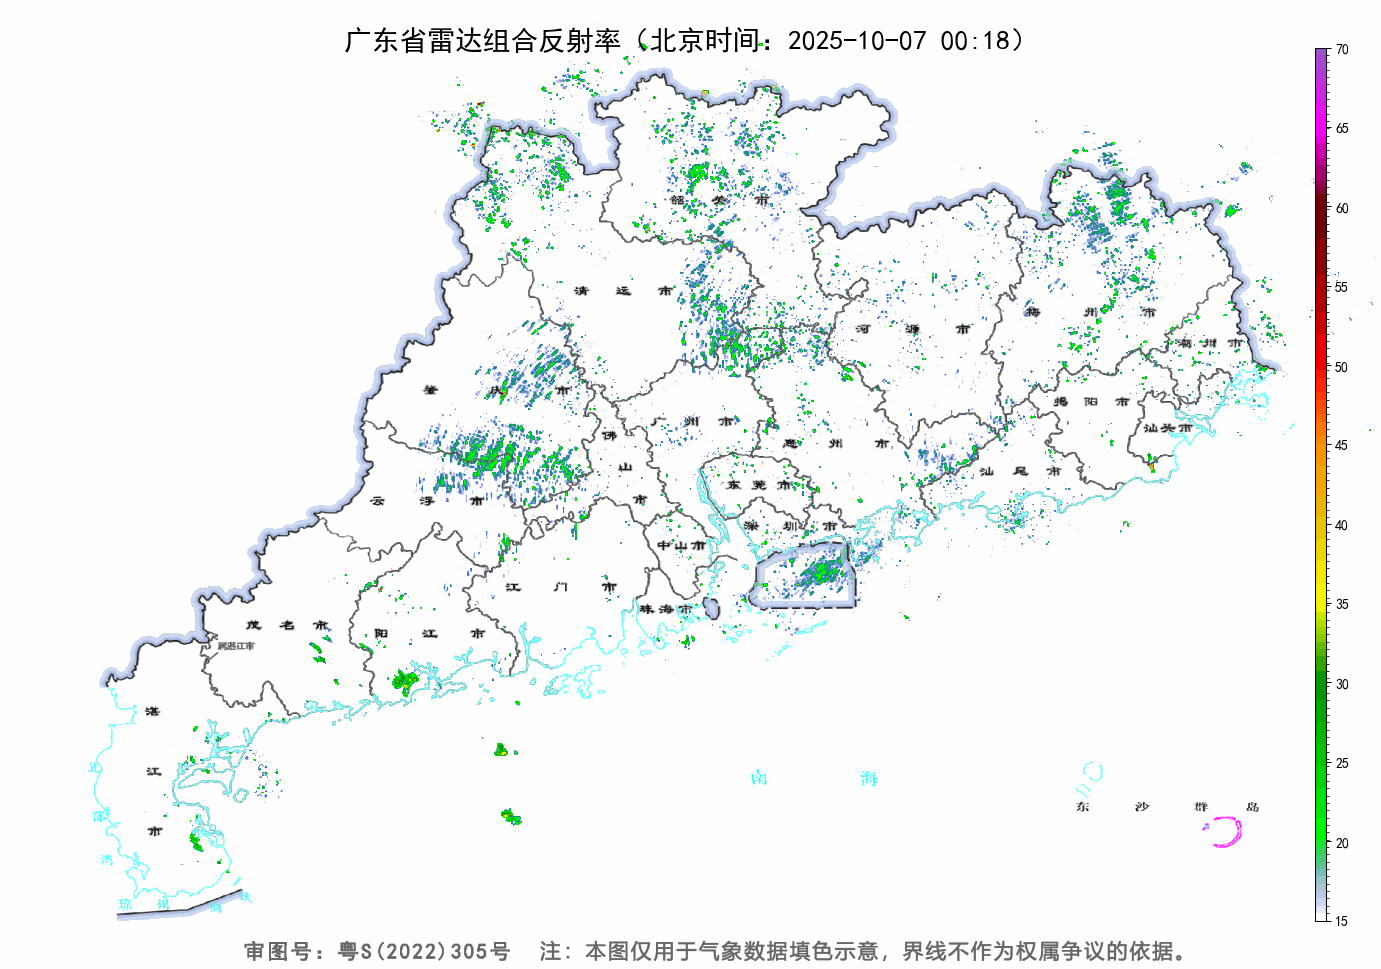 广东省雷达组合反射率（北京时间：2025-10-07 00:18）
70
65
60
55
50
45
40
35
30
25
20
15
韶关市
清远市
河源市
梅州市
潮州市
肇庆市
广州市
揭阳市
汕头市
佛山市
惠州市
汕尾市
云浮市
东莞市
深圳市
中山市
江门市
珠海市
茂名市
阳江市
属湛江市
湛江市
北部湾
琼州海峡
南海
东沙群岛
审图号：粤S(2022)305号 注：本图仅用于气象数据填色示意，界线不作为权属争议的依据。